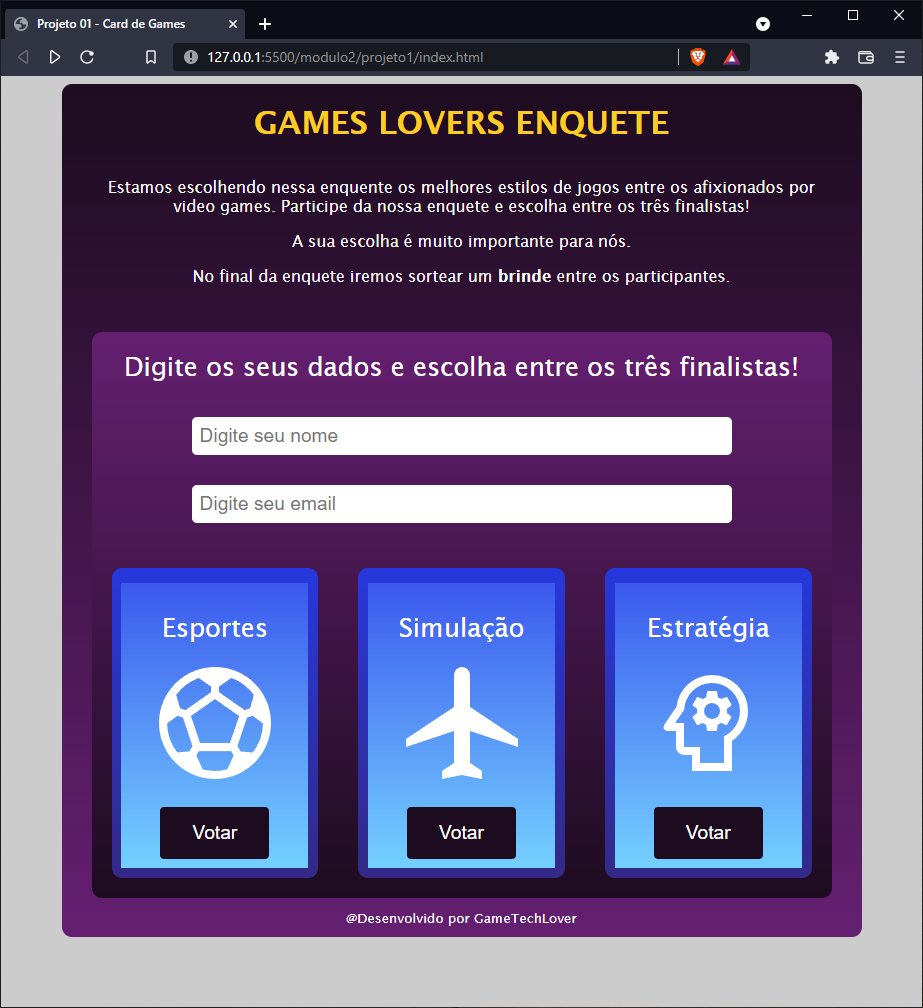 Projeto 01 - Card de Games
127.0.0.1:5500/modulo2/projeto1/index.html
GAMES LOVERS ENQUETE
Estamos escolhendo nessa enquente os melhores estilos de jogos entre os afixionados por
video games. Participe da nossa enquete e escolha entre os três finalistas!
A sua escolha é muito importante para nós.
No final da enquete iremos sortear um brinde entre os participantes.
Digite os seus dados e escolha entre os três finalistas!
Digite seu nome
Digite seu email
Esportes
Simulação
Estratégia
Votar
Votar
Votar
@Desenvolvido por GameTechLover